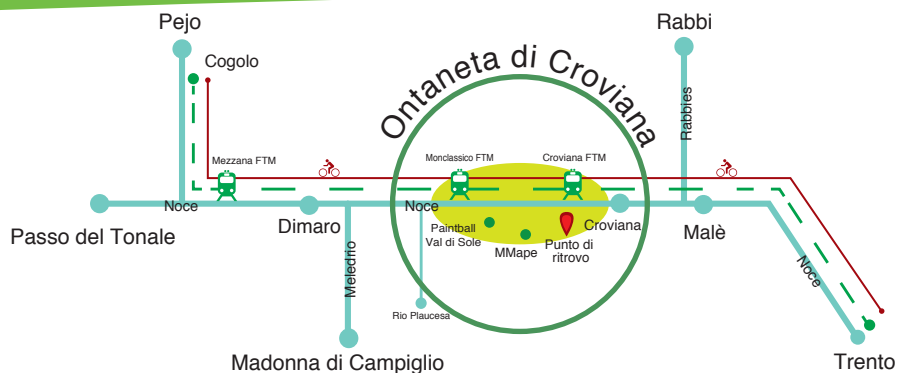 Pejo
Rabbi
Cogolo
Ontaneta di Croviana
Rabbies
Mezzana FTM
Monclassico FTM
Croviana FTM
Noce
Noce
Passo del Tonale
Dimaro
Paintball
Val di Sole
MMape
Punto di
ritrovo
Croviana
Malè
Meledrio
Noce
Rio Plaucesa
Madonna di Campiglio
Trento